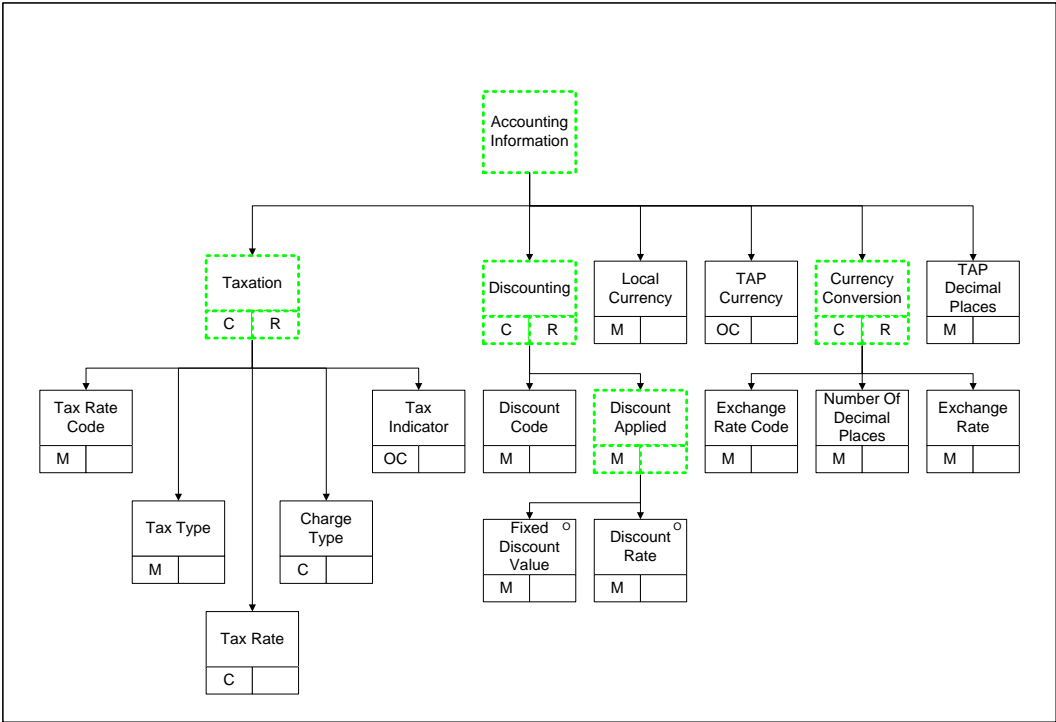 Accounting
Information
Taxation
C R
Discounting
C R
Local
Currency
M
TAP
Currency
OC
Currency
Conversion
C R
TAP
Decimal
Places
M
Tax Rate
Code
M
Tax
Indicator
OC
Discount
Code
M
Discount
Applied
M
Exchange
Rate Code
M
Number Of
Decimal
Places
M
Exchange
Rate
M
Tax Type
M
Charge
Type
C
Fixed O
Discount
Value
M
Discount O
Rate
M
Tax Rate
C